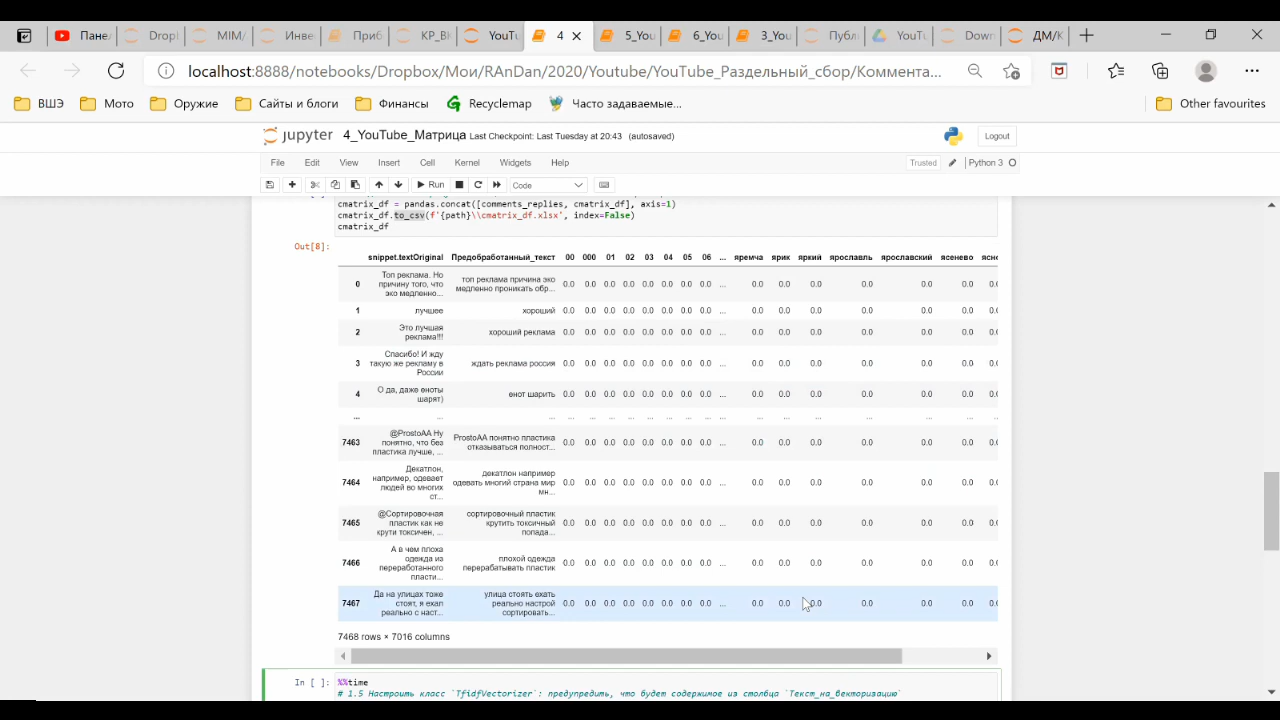 Пане
Dropl
MIM/
Инве
Приб
KP_BK
YouTu
4
5_You
6_You
3_You
Публ
YouTu
Down
ДМ/К
localhost:8888/notebooks/Dropbox/Мои/RAnDan/2020/Youtube/YouTube_Раздельный_сбор/Коммента...
ВШЭ Мото Оружие Сайты и блоги Финансы Recyclemap Часто задаваемые... Other favourites
jupyter 4_YouTube_Матрица Last Checkpoint: Last Tuesday at 20:43 (autosaved) Logout
File Edit View Insert Cell Kernel Widgets Help Trusted Python 3
Run Code
cmatrix_df = pandas.concat([comments_replies, cmatrix_df], axis=1)
cmatrix_df.to_csv(f'{path}\\cmatrix_df.xlsx', index=False)
cmatrix_df
Out[8]:
snippet.textOriginal Предобработанный_текст 00 000 01 02 03 04 05 06 ... яремча ярик яркий ярославль ярославский ясенево ясн
0 Топ реклама. Но причину того, что эко медленно... топ реклама причина эко медленно проникать обр... 0.0 0.0 0.0 0.0 0.0 0.0 0.0 0.0 ... 0.0 0.0 0.0 0.0 0.0 0.0 0.
1 лучшее хороший 0.0 0.0 0.0 0.0 0.0 0.0 0.0 0.0 ... 0.0 0.0 0.0 0.0 0.0 0.0 0.
2 Это лучшая реклама!!! хороший реклама 0.0 0.0 0.0 0.0 0.0 0.0 0.0 0.0 ... 0.0 0.0 0.0 0.0 0.0 0.0 0.
3 Спасибо! И жду такую же рекламу в России ждать реклама россия 0.0 0.0 0.0 0.0 0.0 0.0 0.0 0.0 ... 0.0 0.0 0.0 0.0 0.0 0.0 0.
4 О да, даже еноты шарят) енот шарить 0.0 0.0 0.0 0.0 0.0 0.0 0.0 0.0 ... 0.0 0.0 0.0 0.0 0.0 0.0 0.
... ... ... ... ... ... ... ... ... ... ... ... ... ... ... ... ... ...
7463 @ProstoAA Ну понятно, что без пластика лучше, ... ProstoAA понятно пластика отказываться полност... 0.0 0.0 0.0 0.0 0.0 0.0 0.0 0.0 ... 0.0 0.0 0.0 0.0 0.0 0.0 0.
7464 Декатлон, например, одевает людей во многих ст... декатлон например одевать многий страна мир мн... 0.0 0.0 0.0 0.0 0.0 0.0 0.0 0.0 ... 0.0 0.0 0.0 0.0 0.0 0.0 0.
7465 @Сортировочная пластик как не крути токсичен, ... сортировочный пластик крутить токсичный попада... 0.0 0.0 0.0 0.0 0.0 0.0 0.0 0.0 ... 0.0 0.0 0.0 0.0 0.0 0.0 0.
7466 А в чем плоха одежда из переработанного пласти... плохой одежда перерабатывать пластик 0.0 0.0 0.0 0.0 0.0 0.0 0.0 0.0 ... 0.0 0.0 0.0 0.0 0.0 0.0 0.
7467 Да на улицах тоже стоят, я ехал реально с наст... улица стоять ехать реально настрой сортировать... 0.0 0.0 0.0 0.0 0.0 0.0 0.0 0.0 ... 0.0 0.0 0.0 0.0 0.0 0.0 0.
7468 rows × 7016 columns
In [ ]: %%time
# 1.5 Настроить класс `TfidfVectorizer`: предупредить, что будет содержимое из столбца `Текст_на_векторизацию`